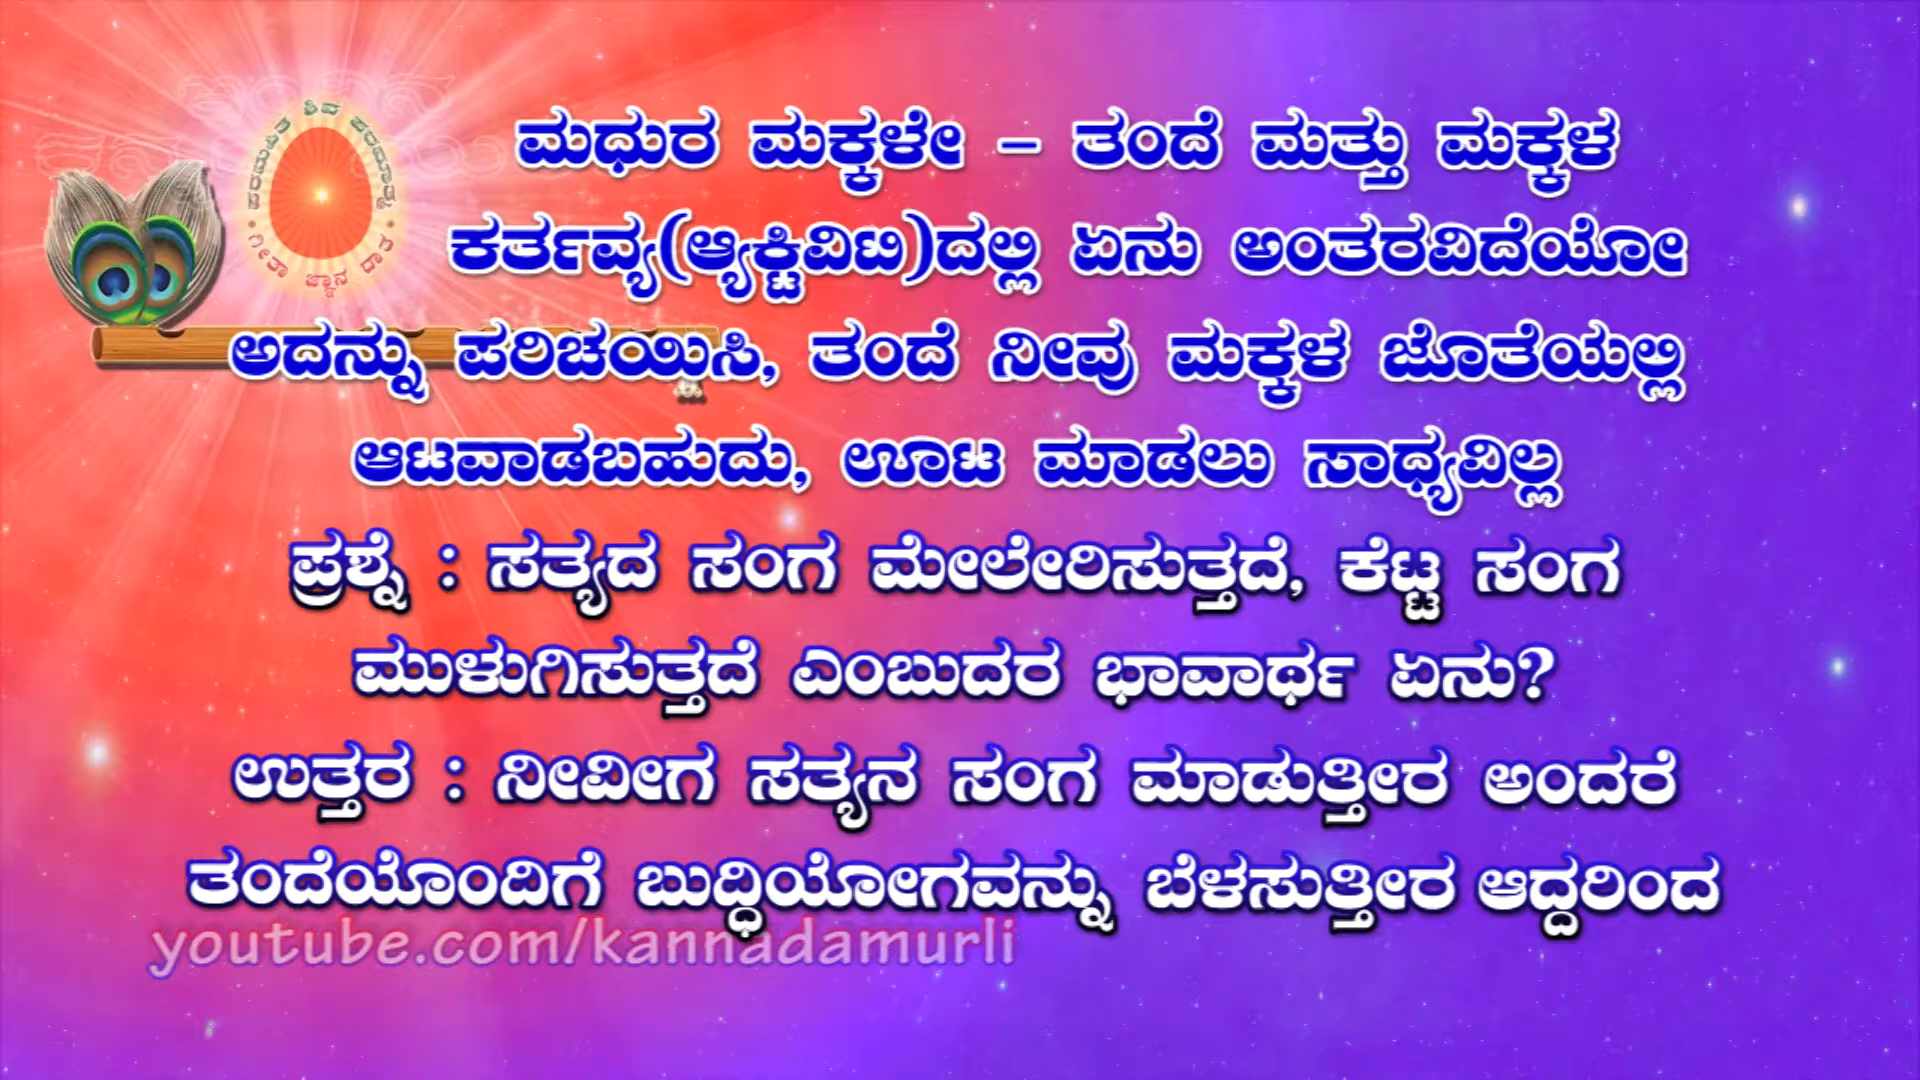 ಪರಮಪಿತ ಶಿವ ಪರಮಾತ್ಮ
ಗೀತಾ ಜ್ಞಾನ ದಾತ
ಮಧುರ ಮಕ್ಕಳೇ – ತಂದೆ ಮತ್ತು ಮಕ್ಕಳ
ಕರ್ತವ್ಯ(ಆ್ಯಕ್ಟಿವಿಟಿ)ದಲ್ಲಿ ಏನು ಅಂತರವಿದೆಯೋ
ಅದನ್ನು ಪರಿಚಯಿಸಿ, ತಂದೆ ನೀವು ಮಕ್ಕಳ ಜೊತೆಯಲ್ಲಿ
ಆಟವಾಡಬಹುದು, ಊಟ ಮಾಡಲು ಸಾಧ್ಯವಿಲ್ಲ
ಪ್ರಶ್ನೆ : ಸತ್ಯದ ಸಂಗ ಮೇಲೇರಿಸುತ್ತದೆ, ಕೆಟ್ಟ ಸಂಗ
ಮುಳುಗಿಸುತ್ತದೆ ಎಂಬುದರ ಭಾವಾರ್ಥ ಏನು?
ಉತ್ತರ : ನೀವೀಗ ಸತ್ಯನ ಸಂಗ ಮಾಡುತ್ತೀರ ಅಂದರೆ
ತಂದೆಯೊಂದಿಗೆ ಬುದ್ಧಿಯೋಗವನ್ನು ಬೆಳಸುತ್ತೀರ ಆದ್ದರಿಂದ
youtube.com/kannadamurli